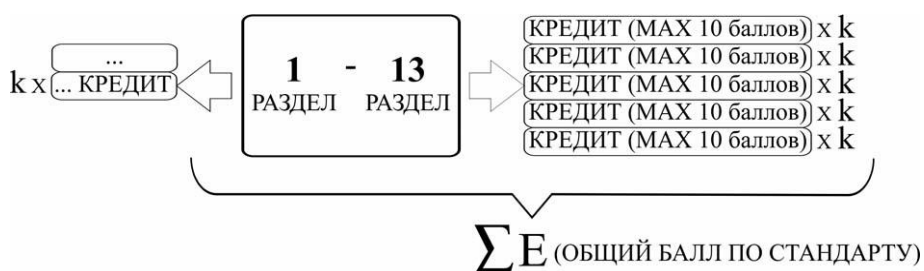 ...
k x ... КРЕДИТ
1 - 13
РАЗДЕЛ РАЗДЕЛ
КРЕДИТ (MAX 10 баллов) x k
КРЕДИТ (MAX 10 баллов) x k
КРЕДИТ (MAX 10 баллов) x k
КРЕДИТ (MAX 10 баллов) x k
КРЕДИТ (MAX 10 баллов) x k
∑E (ОБЩИЙ БАЛЛ ПО СТАНДАРТУ)